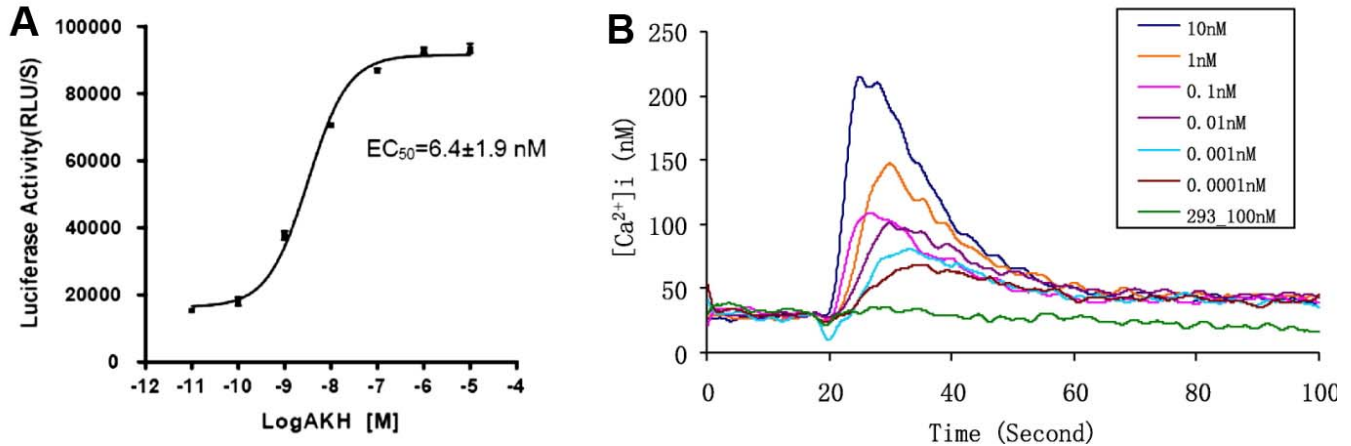 A
Luciferase Activity(RLU/S)
100000
80000
60000
40000
20000
0
EC50=6.4±1.9 nM
-12 -11 -10 -9 -8 -7 -6 -5 -4
LogAKH [M]
B
[Ca2+]i (nM)
250
200
150
100
50
0
10nM
1nM
0.1nM
0.01nM
0.001nM
0.0001nM
293_100nM
0 20 40 60 80 100
Time (Second)